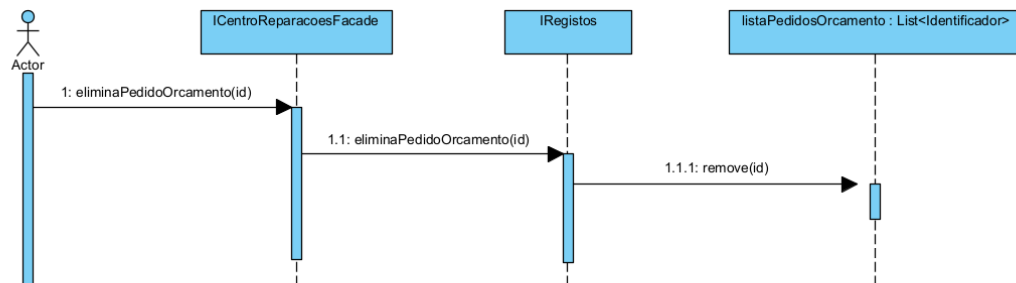 ICentroReparacoesFacade
IRegistos
listaPedidosOrcamento : List<Identificador>
Actor
1: eliminaPedidoOrcamento(id)
1.1: eliminaPedidoOrcamento(id)
1.1.1: remove(id)